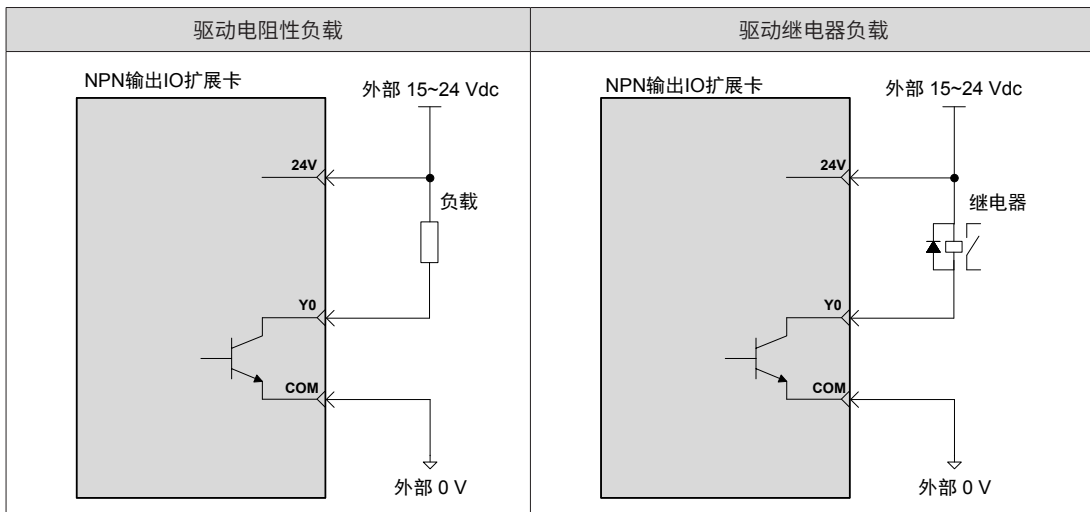 驱动电阻性负载
驱动继电器负载
NPN输出IO扩展卡
外部 15~24 Vdc
24V
负载
Y0
COM
外部 0 V
NPN输出IO扩展卡
外部 15~24 Vdc
24V
继电器
Y0
COM
外部 0 V